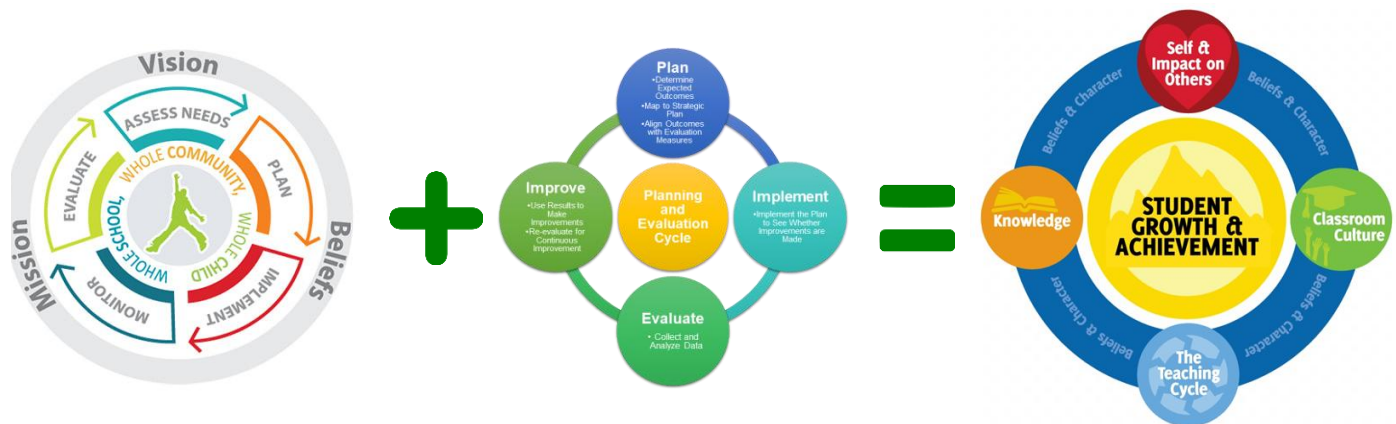 Vision
Mission
Beliefs
ASSESS NEEDS
PLAN
IMPLEMENT
MONITOR
EVALUATE
WHOLE SCHOOL,
WHOLE COMMUNITY,
WHOLE CHILD
Plan
•Determine
Expected
Outcomes
•Map to Strategic
Plan
•Align Outcomes
with Evaluation
Measures
Improve
•Use Results to
Make
Improvements
•Re-evaluate for
Continuous
Improvement
Planning
and
Evaluation
Cycle
Implement
•Implement the Plan
to See Whether
Improvements are
Made
Evaluate
• Collect and
Analyze Data
Self &
Impact on
Others
Beliefs & Character
Beliefs & Character
Knowledge
STUDENT
GROWTH &
ACHIEVEMENT
Classroom
Culture
Beliefs & Character
Beliefs & Character
The
Teaching
Cycle